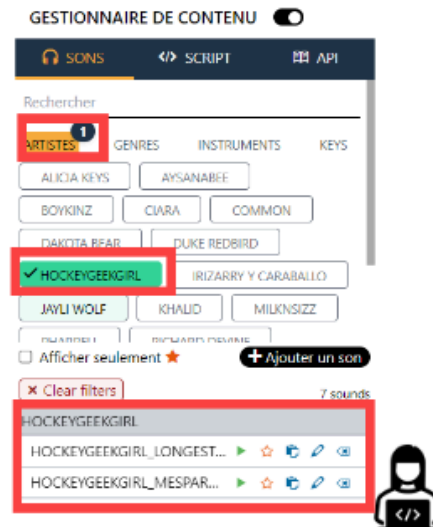 GESTIONNAIRE DE CONTENU
SONS </> SCRIPT API
Rechercher
ARTISTES 1 GENRES INSTRUMENTS KEYS
ALICIA KEYS AYSANABEE
BOYKINZ CIARA COMMON
DAKOTA BEAR DUKE REDBIRD
✓ HOCKEYGEEKGIRL IRIZARRY Y CARABALLO
JAYLI WOLF KHALID MILKNSIZZ
PHARRELL RICHARD DEVINE
Afficher seulement ★ + Ajouter un son
× Clear filters 7 sounds
HOCKEYGEEKGIRL
HOCKEYGEEKGIRL_LONGEST...
HOCKEYGEEKGIRL_MESPAR...
</>